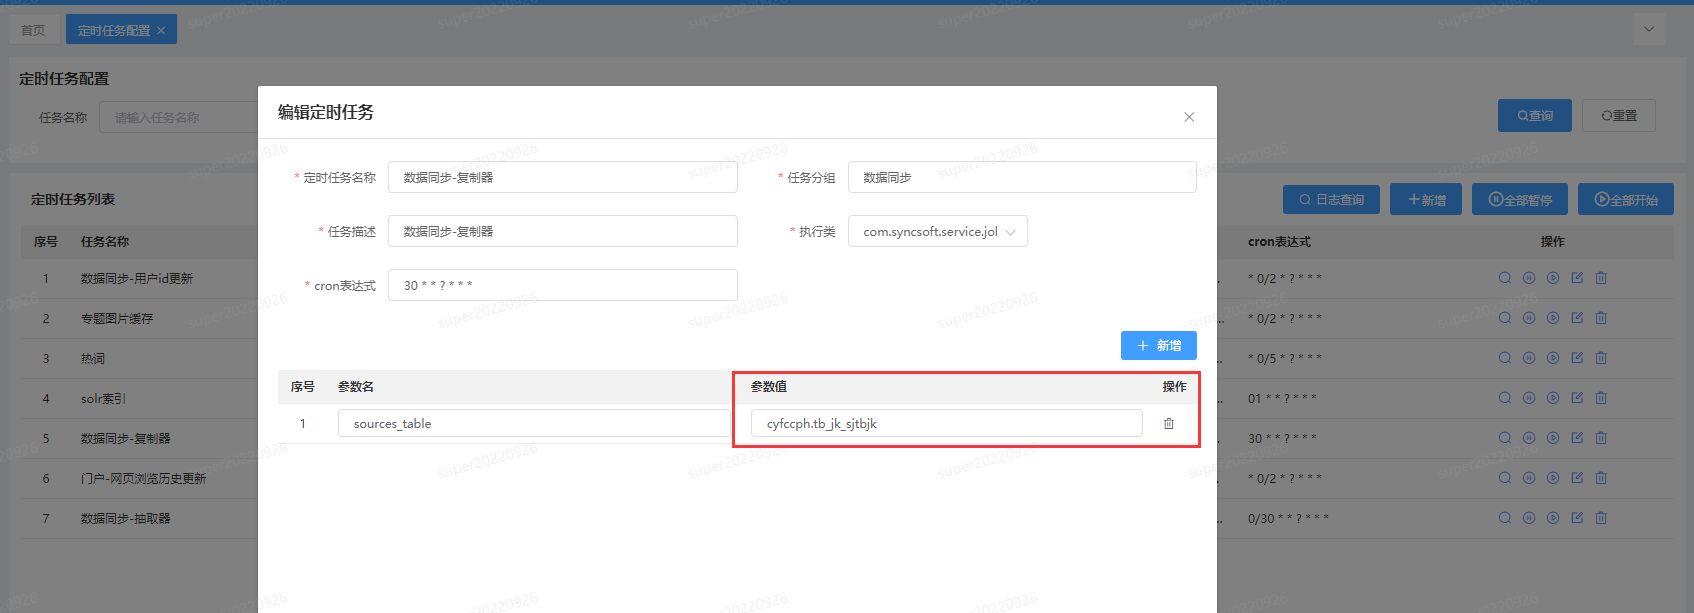 首页
定时任务配置
定时任务配置
任务名称 请输入任务名称 查询 重置
定时任务列表 日志查询 新增 全部暂停 全部开始
序号 任务名称 cron表达式 操作
1 数据同步-用户id更新 * 0/2 * ? * * *
2 专题图片缓存 * 0/2 * ? * * *
3 热词 * 0/5 * ? * * *
4 solr索引 01 * * ? * * *
5 数据同步-复制器 30 * * ? * * *
6 门户-网页浏览历史更新 * 0/2 * ? * * *
7 数据同步-抽取器 0/30 * * ? * * *
编辑定时任务
* 定时任务名称 数据同步-复制器 * 任务分组 数据同步
* 任务描述 数据同步-复制器 * 执行类 com.syncsoft.service.jol
* cron表达式 30 * * ? * * *
新增
序号 参数名 参数值 操作
1 sources_table cyfccph.tb_jk_sjtbjk
super20220926